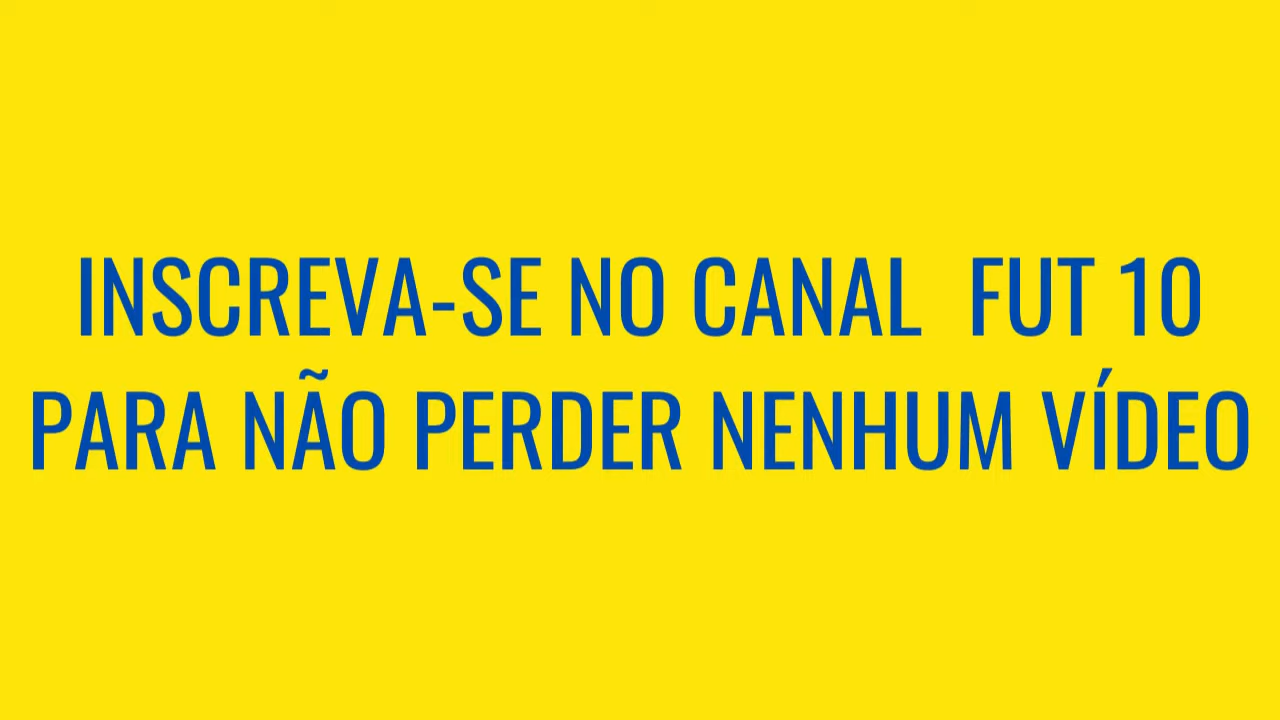 INSCREVA-SE NO CANAL  FUT 10
PARA NÃO PERDER NENHUM VÍDEO